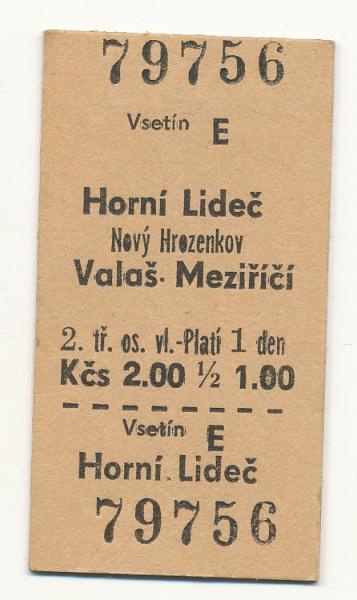 79756
Vsetín E
Horní Lideč
Nový Hrozenkov
Valaš. Meziříčí
2. tř. os. vl.-Platí 1 den
Kčs 2.00 ½ 1.00
Vsetín E
Horní Lideč
79756